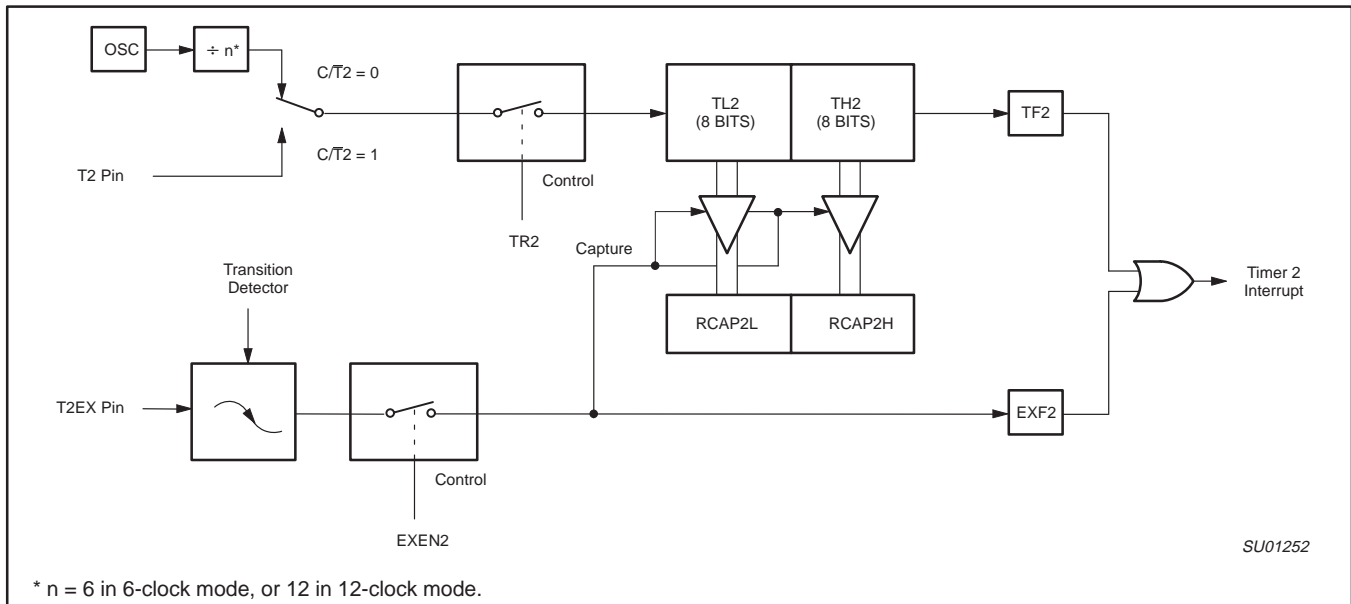 OSC
÷ n*
C/T̅2 = 0
C/T̅2 = 1
T2 Pin
Control
TR2
TL2
(8 BITS)
TH2
(8 BITS)
TF2
Capture
Transition
Detector
RCAP2L
RCAP2H
Timer 2
Interrupt
T2EX Pin
EXF2
Control
EXEN2
SU01252
* n = 6 in 6-clock mode, or 12 in 12-clock mode.